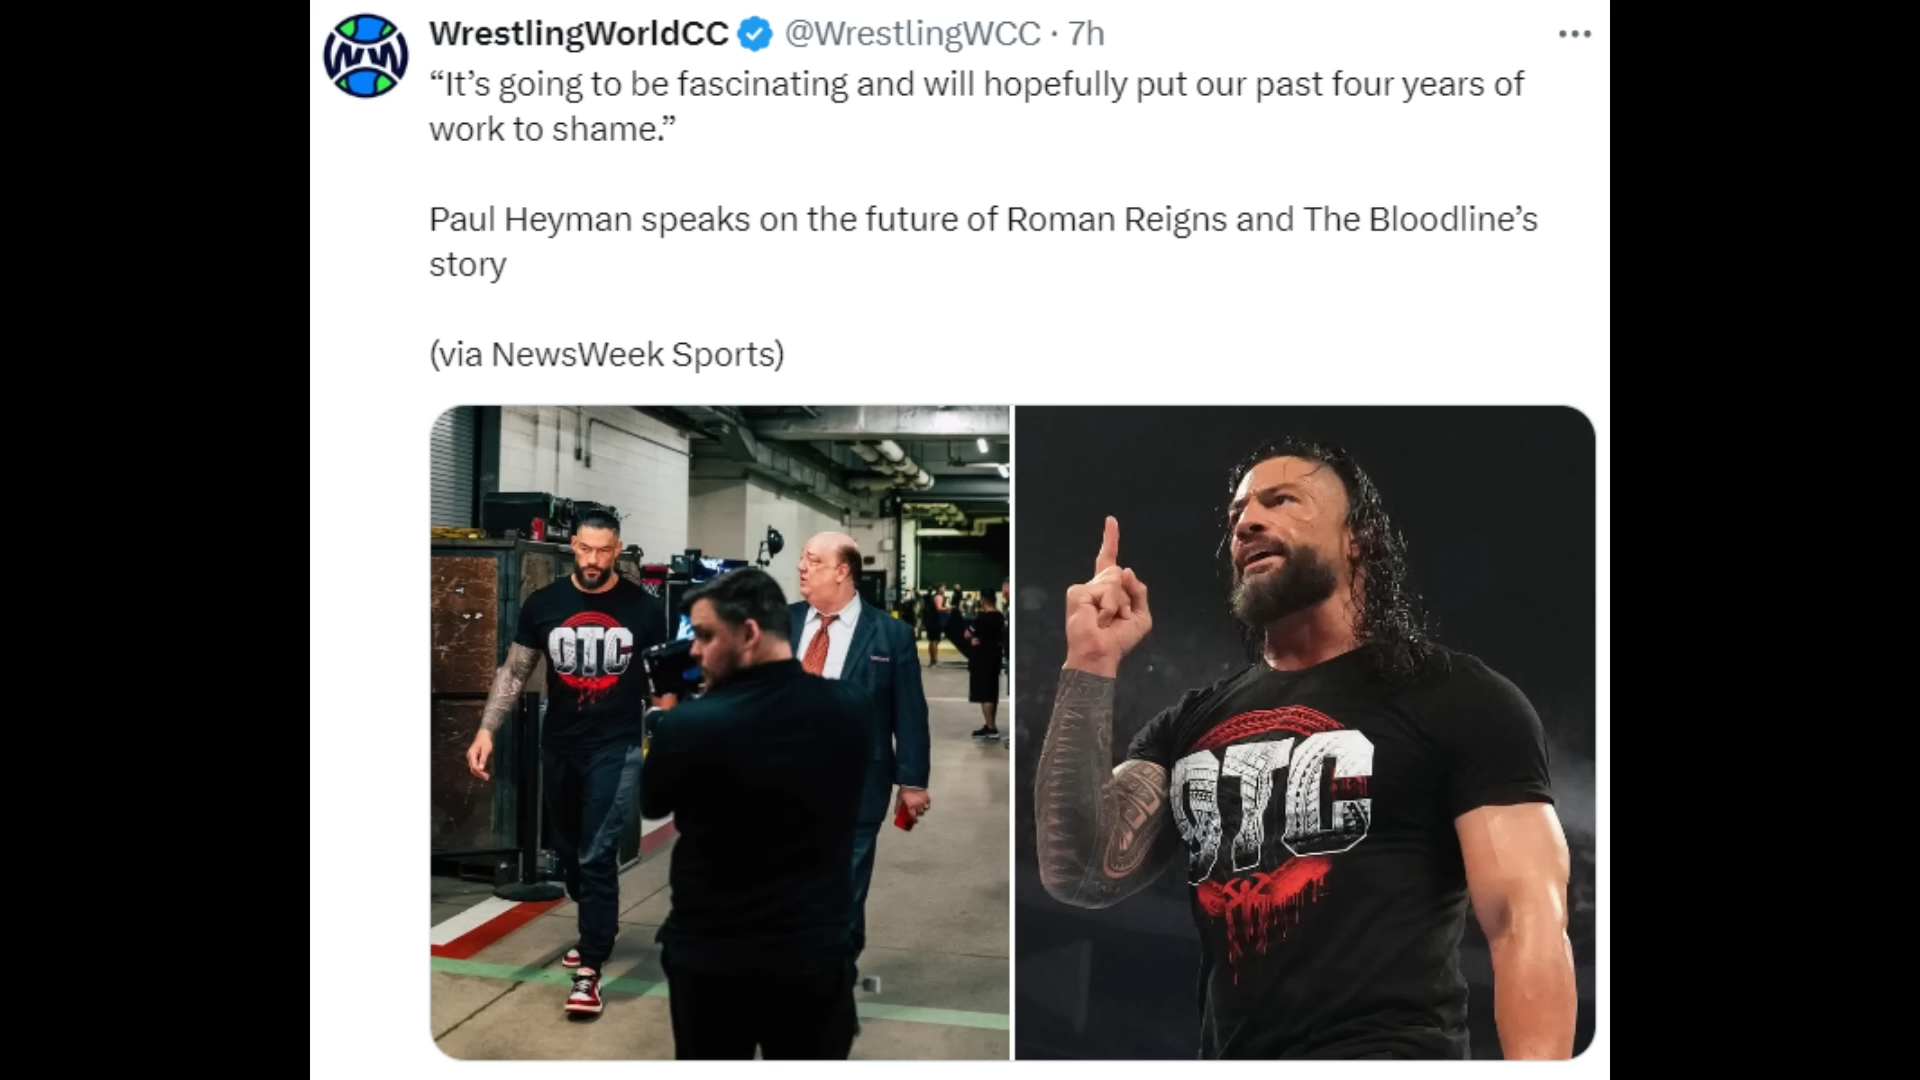 WrestlingWorldCC @WrestlingWCC · 7h
“It’s going to be fascinating and will hopefully put our past four years of
work to shame.”
Paul Heyman speaks on the future of Roman Reigns and The Bloodline’s
story
(via NewsWeek Sports)
OTC
OTC